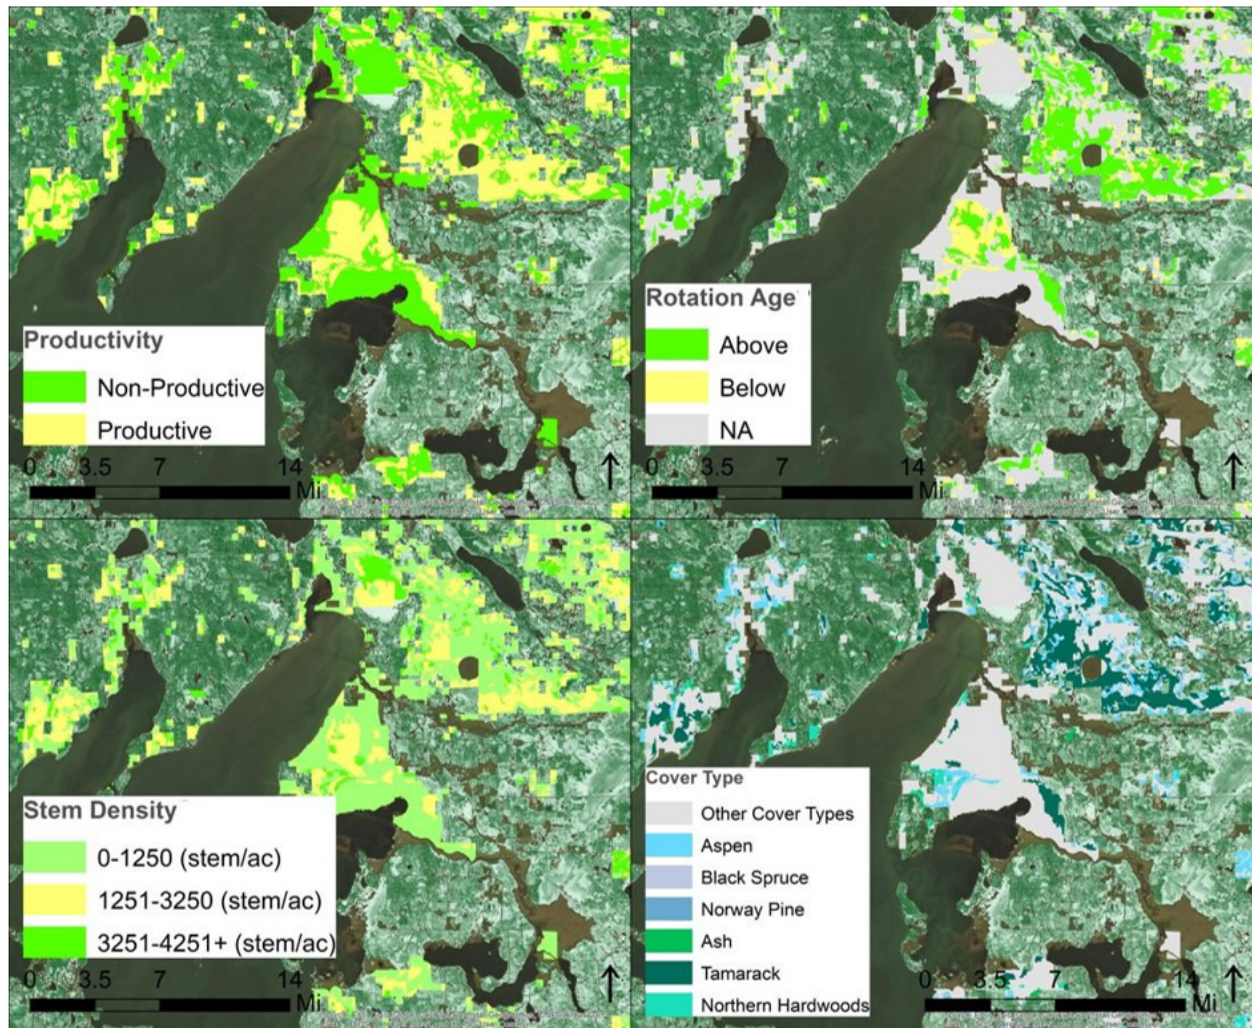 Productivity
Non-Productive
Productive
0 3.5 7 14
Mi
Rotation Age
Above
Below
NA
0 3.5 7 14
Mi
Stem Density
0-1250 (stem/ac)
1251-3250 (stem/ac)
3251-4251+ (stem/ac)
0 3.5 7 14
Mi
Cover Type
Other Cover Types
Aspen
Black Spruce
Norway Pine
Ash
Tamarack
Northern Hardwoods
0 3.5 7 14
Mi